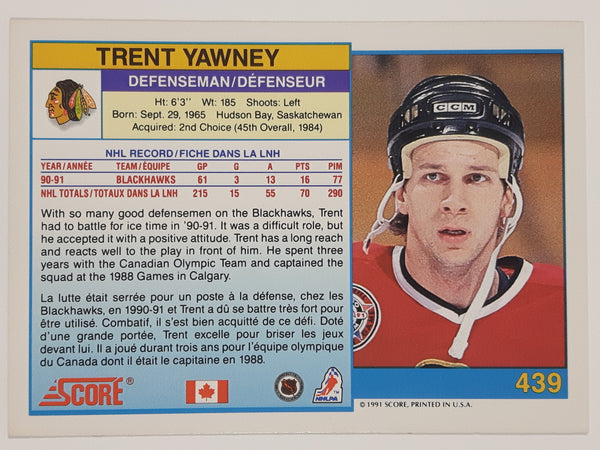 TRENT YAWNEY
DEFENSEMAN/DÉFENSEUR
Ht: 6'3'' Wt: 185 Shoots: Left
Born: Sept. 29, 1965 Hudson Bay, Saskatchewan
Acquired: 2nd Choice (45th Overall, 1984)
NHL RECORD/FICHE DANS LA LNH
YEAR/ANNÉE TEAM/ÉQUIPE GP G A PTS PIM
90-91 BLACKHAWKS 61 3 13 16 77
NHL TOTALS/TOTAUX DANS LA LNH 215 15 55 70 290
With so many good defensemen on the Blackhawks, Trent
had to battle for ice time in '90-91. It was a difficult role, but
he accepted it with a positive attitude. Trent has a long reach
and reacts well to the play in front of him. He spent three
years with the Canadian Olympic Team and captained the
squad at the 1988 Games in Calgary.
La lutte était serrée pour un poste à la défense, chez les
Blackhawks, en 1990-91 et Trent a dû se battre très fort pour
être utilisé. Combatif, il s'est bien acquitté de ce défi. Doté
d'une grande portée, Trent excelle pour briser les jeux
devant lui. Il a joué durant trois ans pour l'équipe olympique
du Canada dont il était le capitaine en 1988.
SCORE®
NHLPA
CCM
439
© 1991 SCORE, PRINTED IN U.S.A.